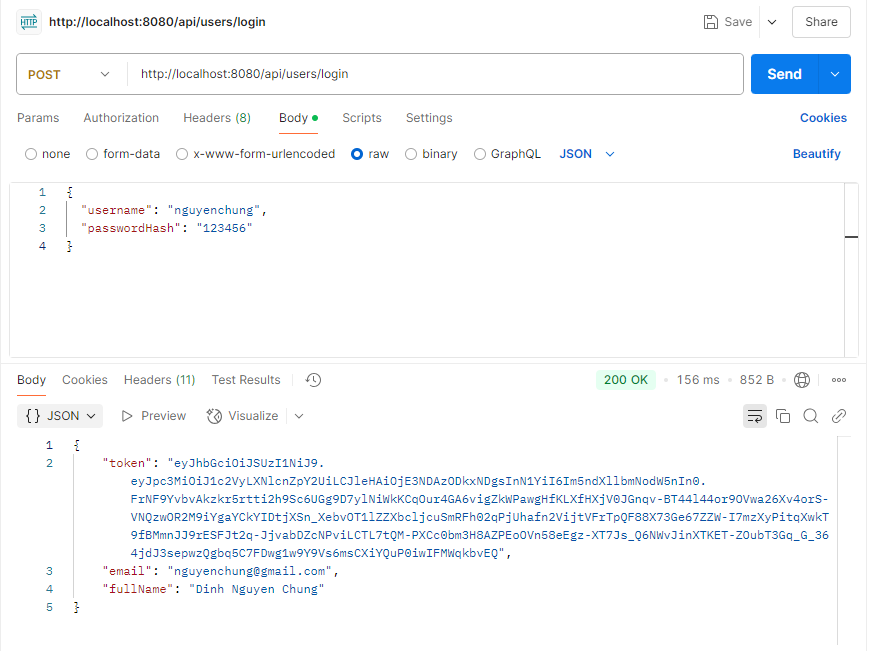 HTTP http://localhost:8080/api/users/login Save Share
POST http://localhost:8080/api/users/login Send
Params Authorization Headers (8) Body Scripts Settings Cookies
none form-data x-www-form-urlencoded raw binary GraphQL JSON Beautify
1 {
2 "username": "nguyenchung",
3 "passwordHash": "123456"
4 }
Body Cookies Headers (11) Test Results 200 OK 156 ms 852 B
{} JSON Preview Visualize
1 {
2 "token": "eyJhbGciOiJSUzI1NiJ9.
eyJpc3MiOiJ1c2VyLXNlcnZpY2UiLCJleHAiOjE3NDAzODkxNDgsInN1YiI6Im5ndXllbmNodW5nIn0.
FrNF9YvbvAkzkr5rtti2h9Sc6UGg9D7ylNiWkKCqOur4GA6vigZkWPawgHfKLXfHXjV0JGnqv-BT44l44or9OVwa26Xv4orS-
VNQzwOR2M9iYgaYCkYIDtjXSn_XebvOT1lZZXbcljcuSmRFh02qPjUhafn2VijtVFrTpQF88X73Ge67ZZW-I7mzXyPitqXwkT
9fBMmnJJ9rESFJt2q-JjvabDZcNPviLCTL7tQM-PXCc0bm3H8AZPEoOVn58eEgz-XT7Js_Q6NWvJinXTKET-ZOubT3Gq_G_36
4jdJ3sepwzQgbq5C7FDwg1w9Y9Vs6msCXiYQuP0iwIFMWqkbvEQ",
3 "email": "nguyenchung@gmail.com",
4 "fullName": "Dinh Nguyen Chung"
5 }